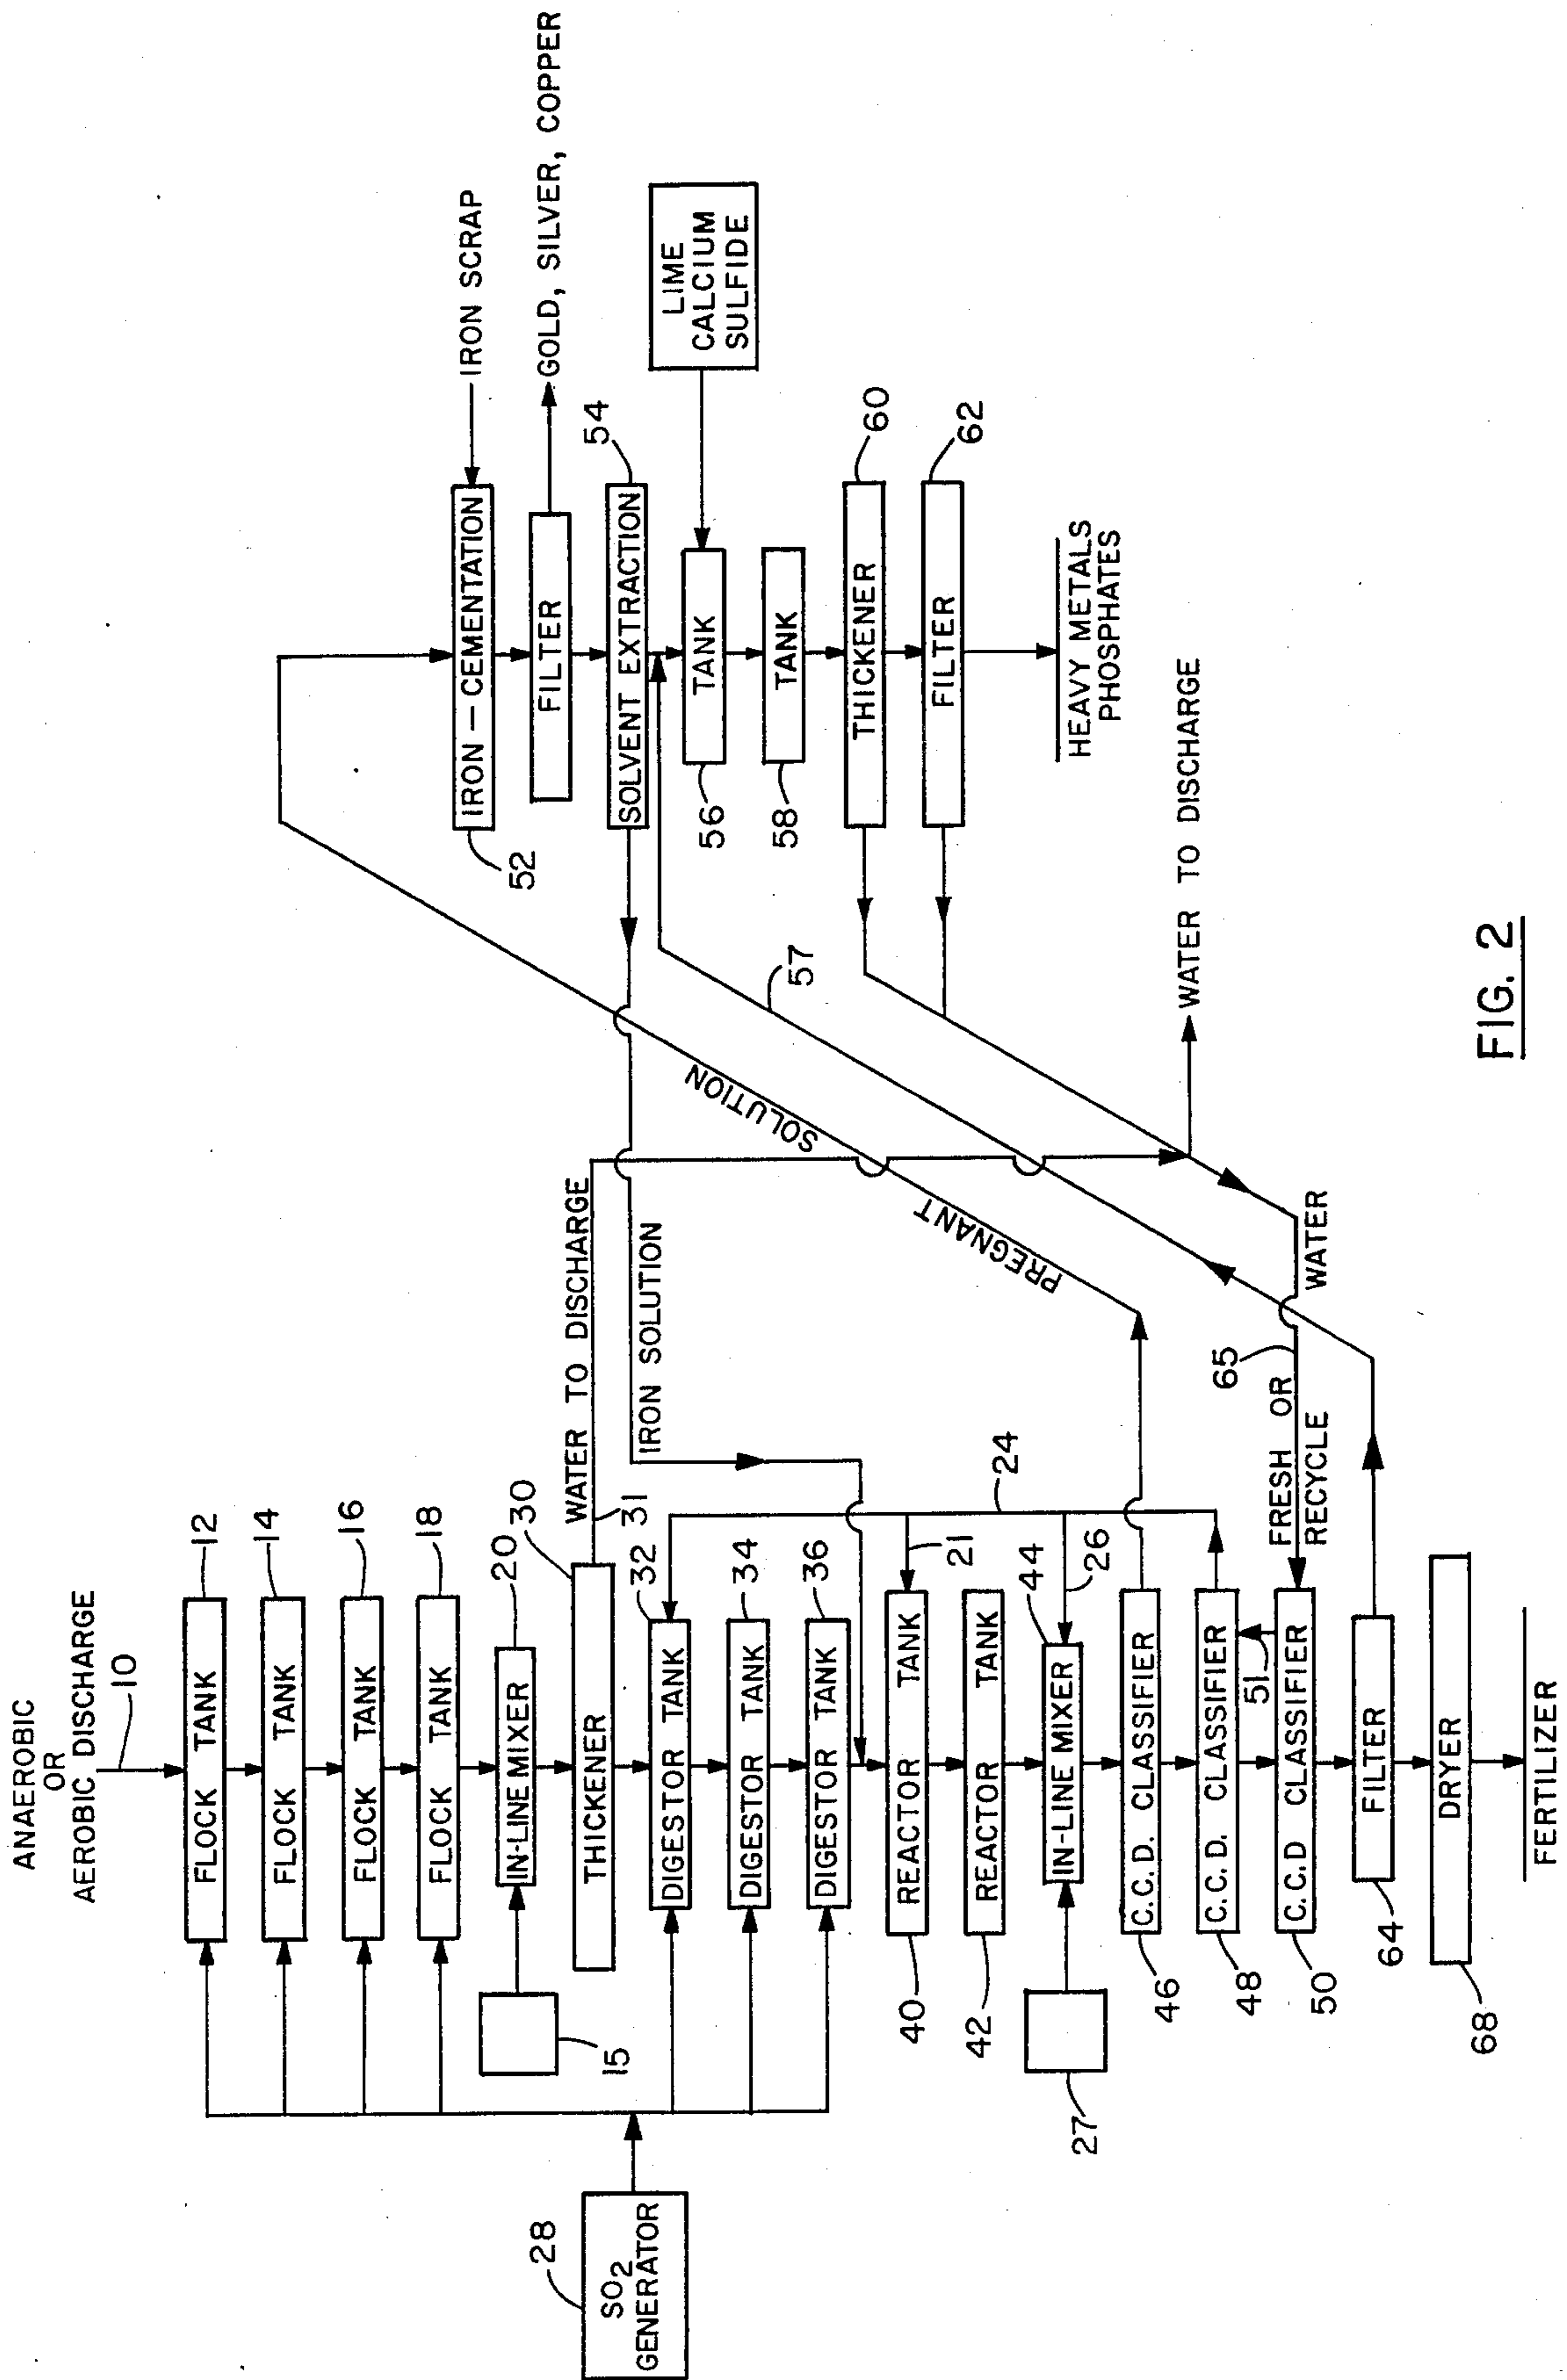 ANAEROBIC
OR
AEROBIC DISCHARGE
10
FLOCK TANK
12
FLOCK TANK
14
FLOCK TANK
16
FLOCK TANK
18
IN-LINE MIXER
20
15
THICKENER
30
WATER TO DISCHARGE
31
SO2
GENERATOR
28
DIGESTOR TANK
32
DIGESTOR TANK
34
DIGESTOR TANK
36
IRON SOLUTION
REACTOR TANK
40
21
24
REACTOR TANK
42
IN-LINE MIXER
44
26
27
C.C.D. CLASSIFIER
46
C.C.D. CLASSIFIER
48
51
C.C.D CLASSIFIER
50
FRESH OR
RECYCLE
65
WATER
FILTER
64
DRYER
68
FERTILIZER
PREGNANT
SOLUTION
57
IRON — CEMENTATION
52
IRON SCRAP
FILTER
GOLD, SILVER, COPPER
SOLVENT EXTRACTION
54
TANK
56
LIME
CALCIUM
SULFIDE
TANK
58
THICKENER
60
FILTER
62
HEAVY METALS
PHOSPHATES
WATER TO DISCHARGE
FIG. 2